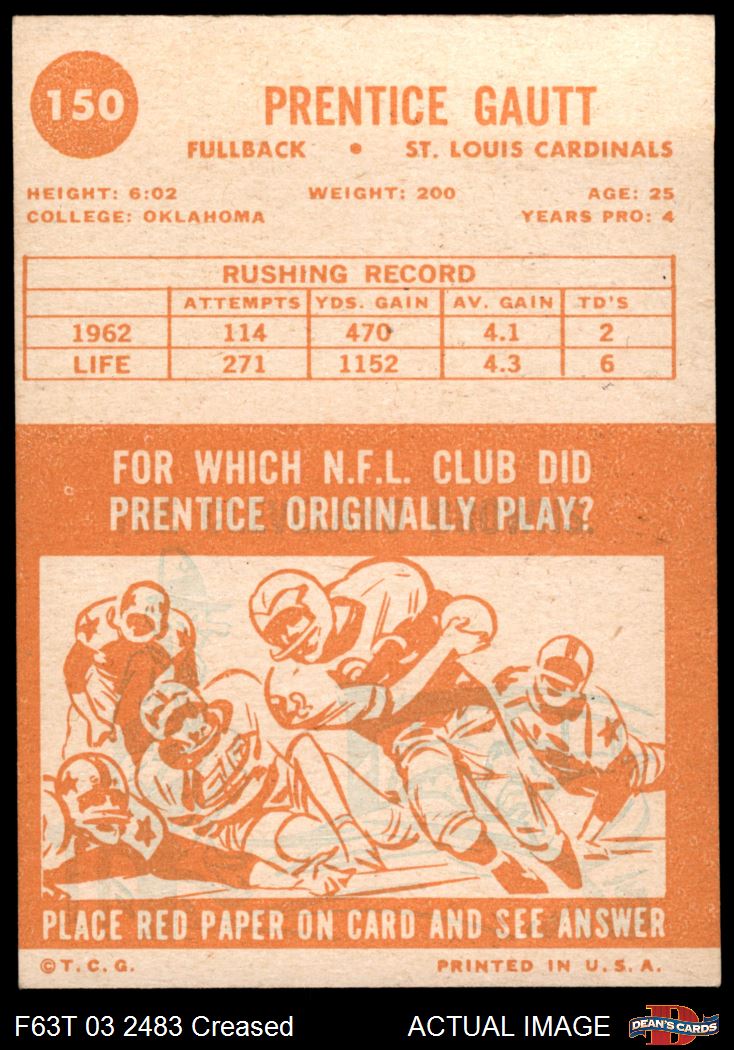 150
PRENTICE GAUTT
FULLBACK • ST. LOUIS CARDINALS
HEIGHT: 6:02 WEIGHT: 200 AGE: 25
COLLEGE: OKLAHOMA YEARS PRO: 4
RUSHING RECORD
ATTEMPTS YDS. GAIN AV. GAIN TD'S
1962 114 470 4.1 2
LIFE 271 1152 4.3 6
FOR WHICH N.F.L. CLUB DID
PRENTICE ORIGINALLY PLAY?
PLACE RED PAPER ON CARD AND SEE ANSWER
©T.C.G. PRINTED IN U.S.A.
F63T 03 2483 Creased ACTUAL IMAGE D DEAN'S CARDS